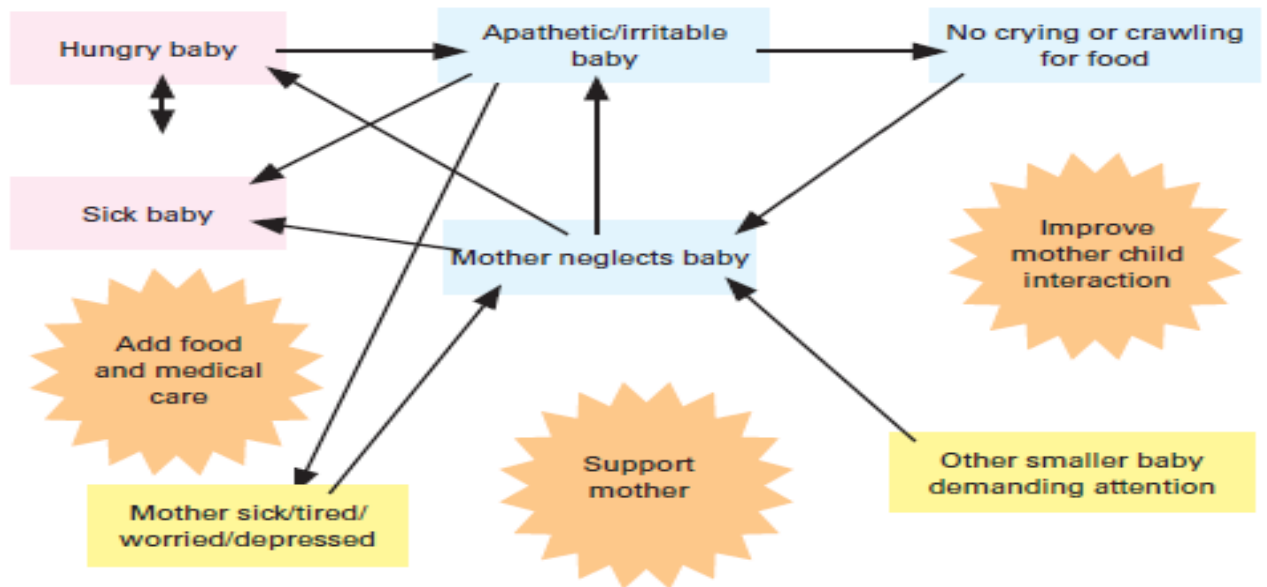 Hungry baby
Apathetic/irritable
baby
No crying or crawling
for food
Sick baby
Mother neglects baby
Improve
mother child
interaction
Add food
and medical
care
Support
mother
Other smaller baby
demanding attention
Mother sick/tired/
worried/depressed